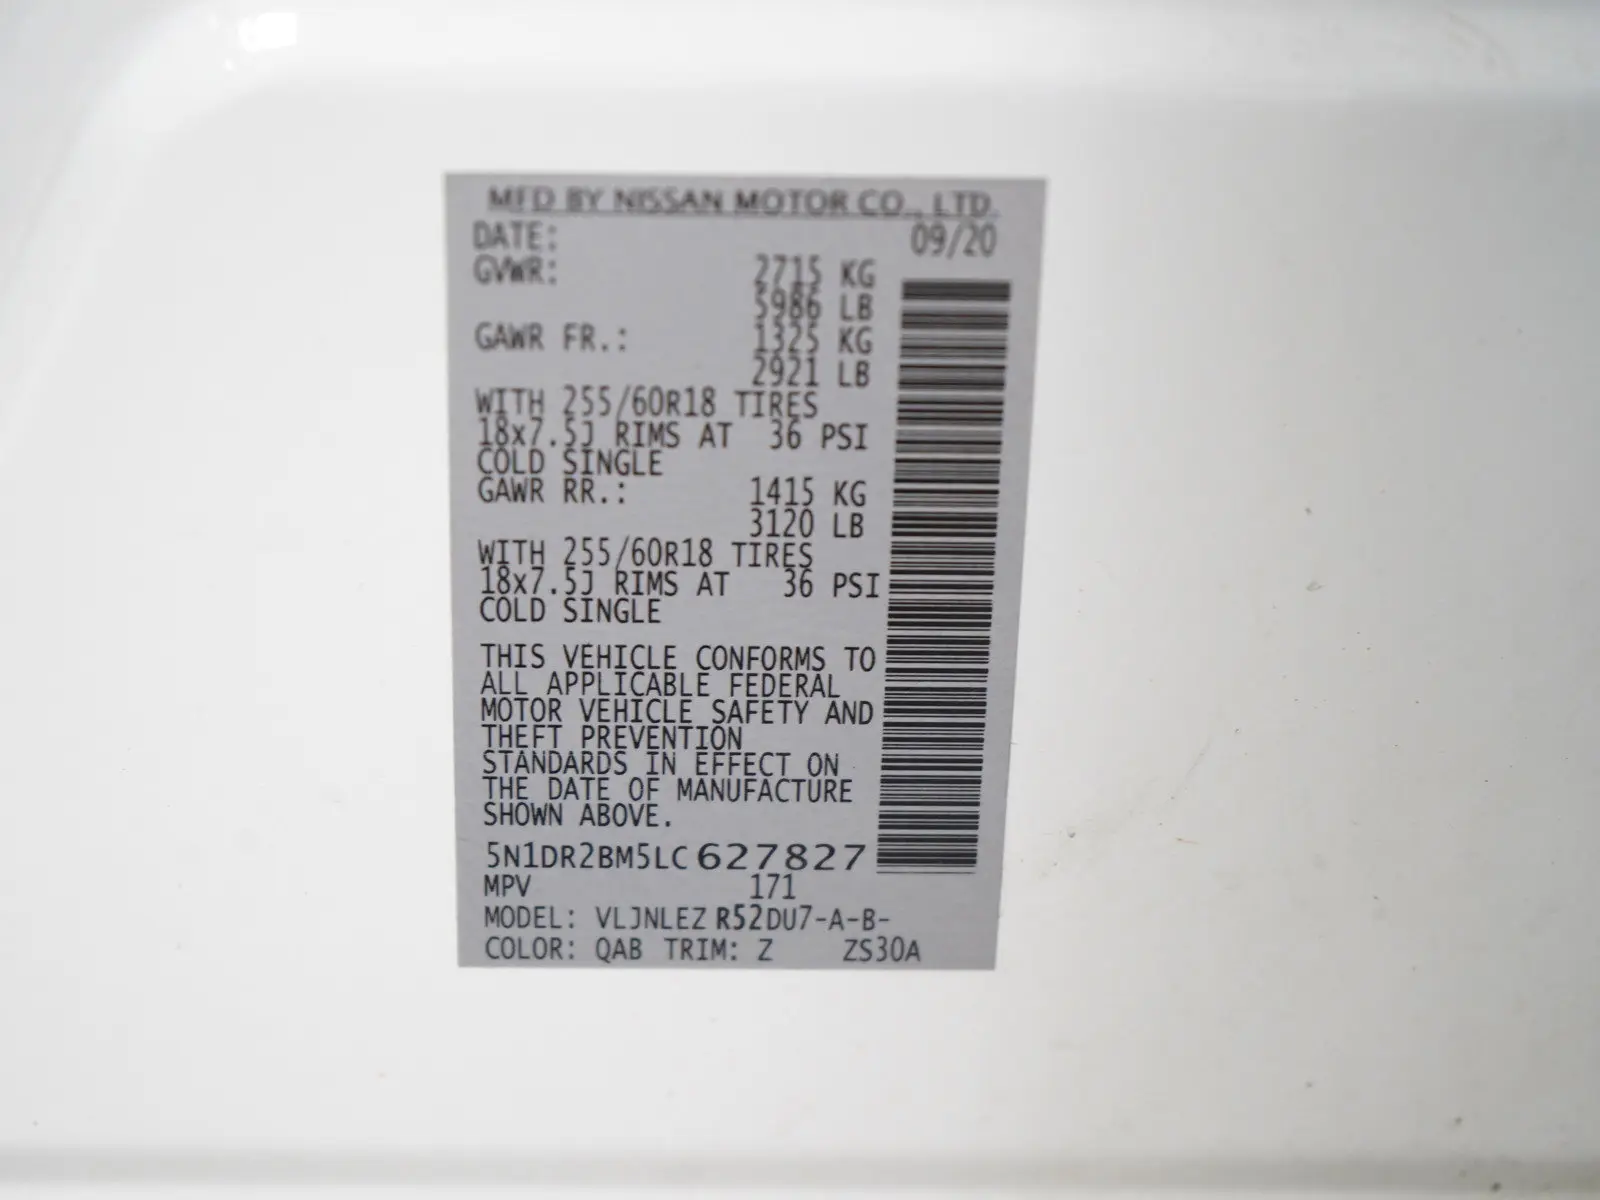 MFD BY NISSAN MOTOR CO., LTD.
DATE: 09/20
GVWR: 2715 KG
5986 LB
GAWR FR.: 1325 KG
2921 LB
WITH 255/60R18 TIRES
18x7.5J RIMS AT 36 PSI
COLD SINGLE
GAWR RR.: 1415 KG
3120 LB
WITH 255/60R18 TIRES
18x7.5J RIMS AT 36 PSI
COLD SINGLE
THIS VEHICLE CONFORMS TO
ALL APPLICABLE FEDERAL
MOTOR VEHICLE SAFETY AND
THEFT PREVENTION
STANDARDS IN EFFECT ON
THE DATE OF MANUFACTURE
SHOWN ABOVE.
5N1DR2BM5LC627827
MPV 171
MODEL: VLJNLEZ R52DU7-A-B-
COLOR: QAB TRIM: Z ZS30A